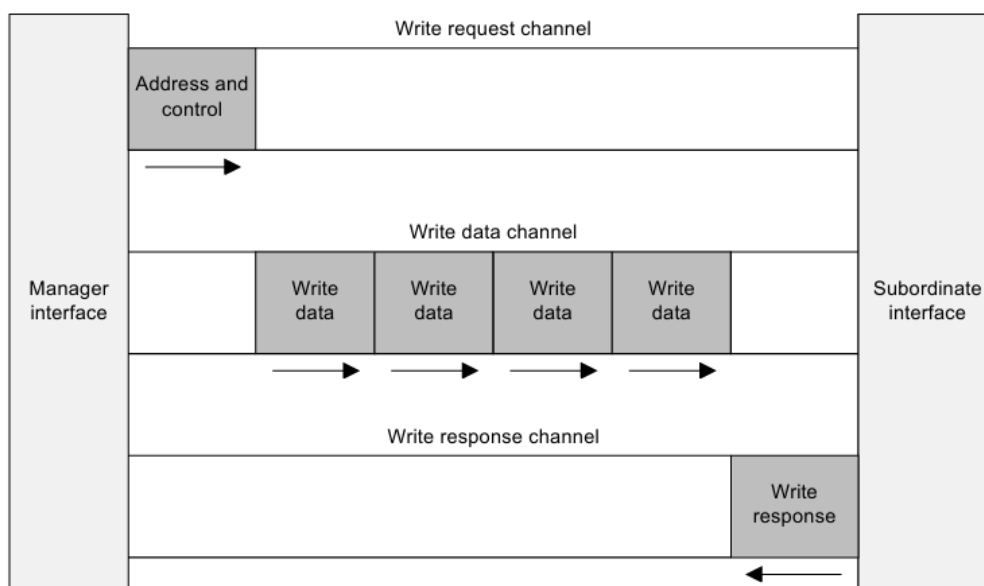 Write request channel
Address and
control
Write data channel
Manager
interface
Write
data
Write
data
Write
data
Write
data
Subordinate
interface
Write response channel
Write
response